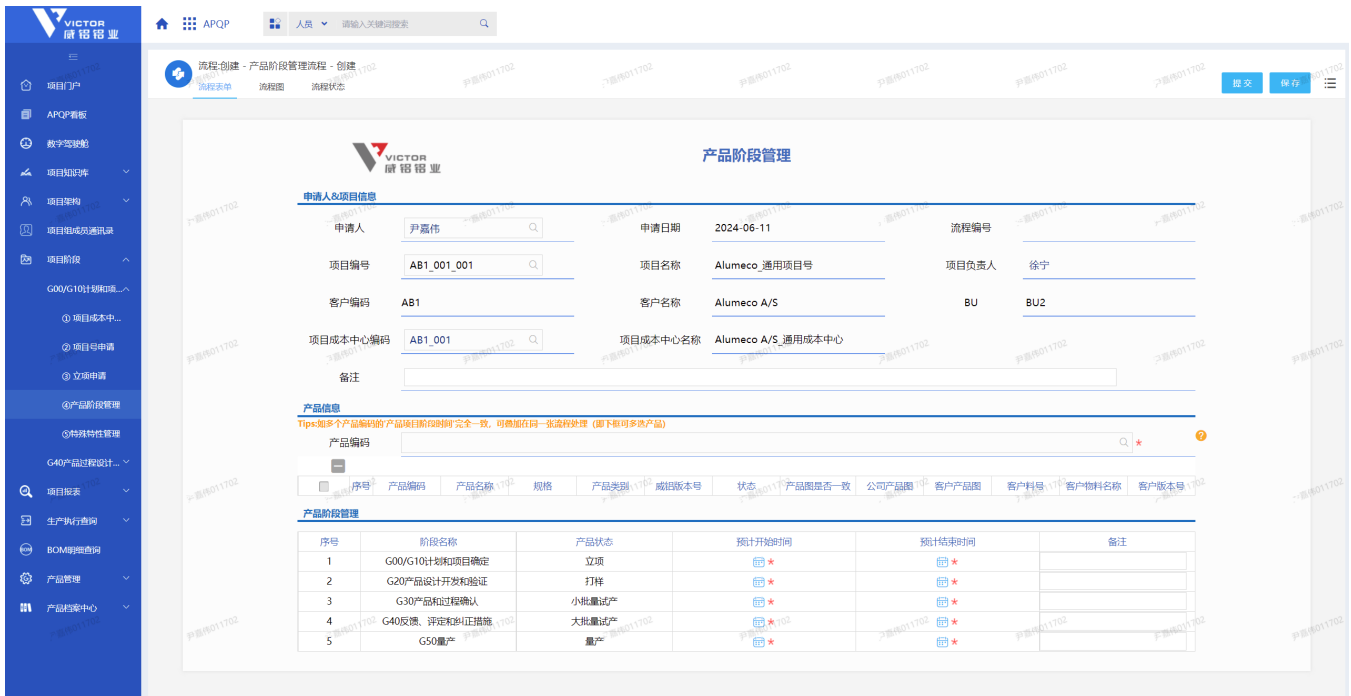 VICTOR
威铝铝业
APQP
人员
请输入关键词搜索
项目门户
APQP看板
数字驾驶舱
项目知识库
项目架构
项目组成员通讯录
项目阶段
G00/G10计划和项...
① 项目成本中...
② 项目号申请
③ 立项申请
④产品阶段管理
⑤特殊特性管理
G40产品过程设计...
项目报表
生产执行查询
BOM明细查询
产品管理
产品档案中心
流程:创建 - 产品阶段管理流程 - 创建
流程表单 流程图 流程状态
提交 保存
VICTOR
威铝铝业
产品阶段管理
申请人&项目信息
申请人 尹嘉伟 申请日期 2024-06-11 流程编号
项目编号 AB1_001_001 项目名称 Alumeco_通用项目号 项目负责人 徐宁
客户编码 AB1 客户名称 Alumeco A/S BU BU2
项目成本中心编码 AB1_001 项目成本中心名称 Alumeco A/S_通用成本中心
备注
产品信息
Tips:如多个产品编码的'产品项目阶段时间'完全一致，可叠加在同一张流程处理（即下框可多选产品）
产品编码 *
序号 产品编码 产品名称 规格 产品类别 威铝版本号 状态 产品图是否一致 公司产品图 客户产品图 客户料号 客户物料名称 客户版本号
产品阶段管理
序号 阶段名称 产品状态 预计开始时间 预计结束时间 备注
1 G00/G10计划和项目确定 立项 * *
2 G20产品设计开发和验证 打样 * *
3 G30产品和过程确认 小批量试产 * *
4 G40反馈、评定和纠正措施 大批量试产 * *
5 G50量产 量产 * *
尹嘉伟011702